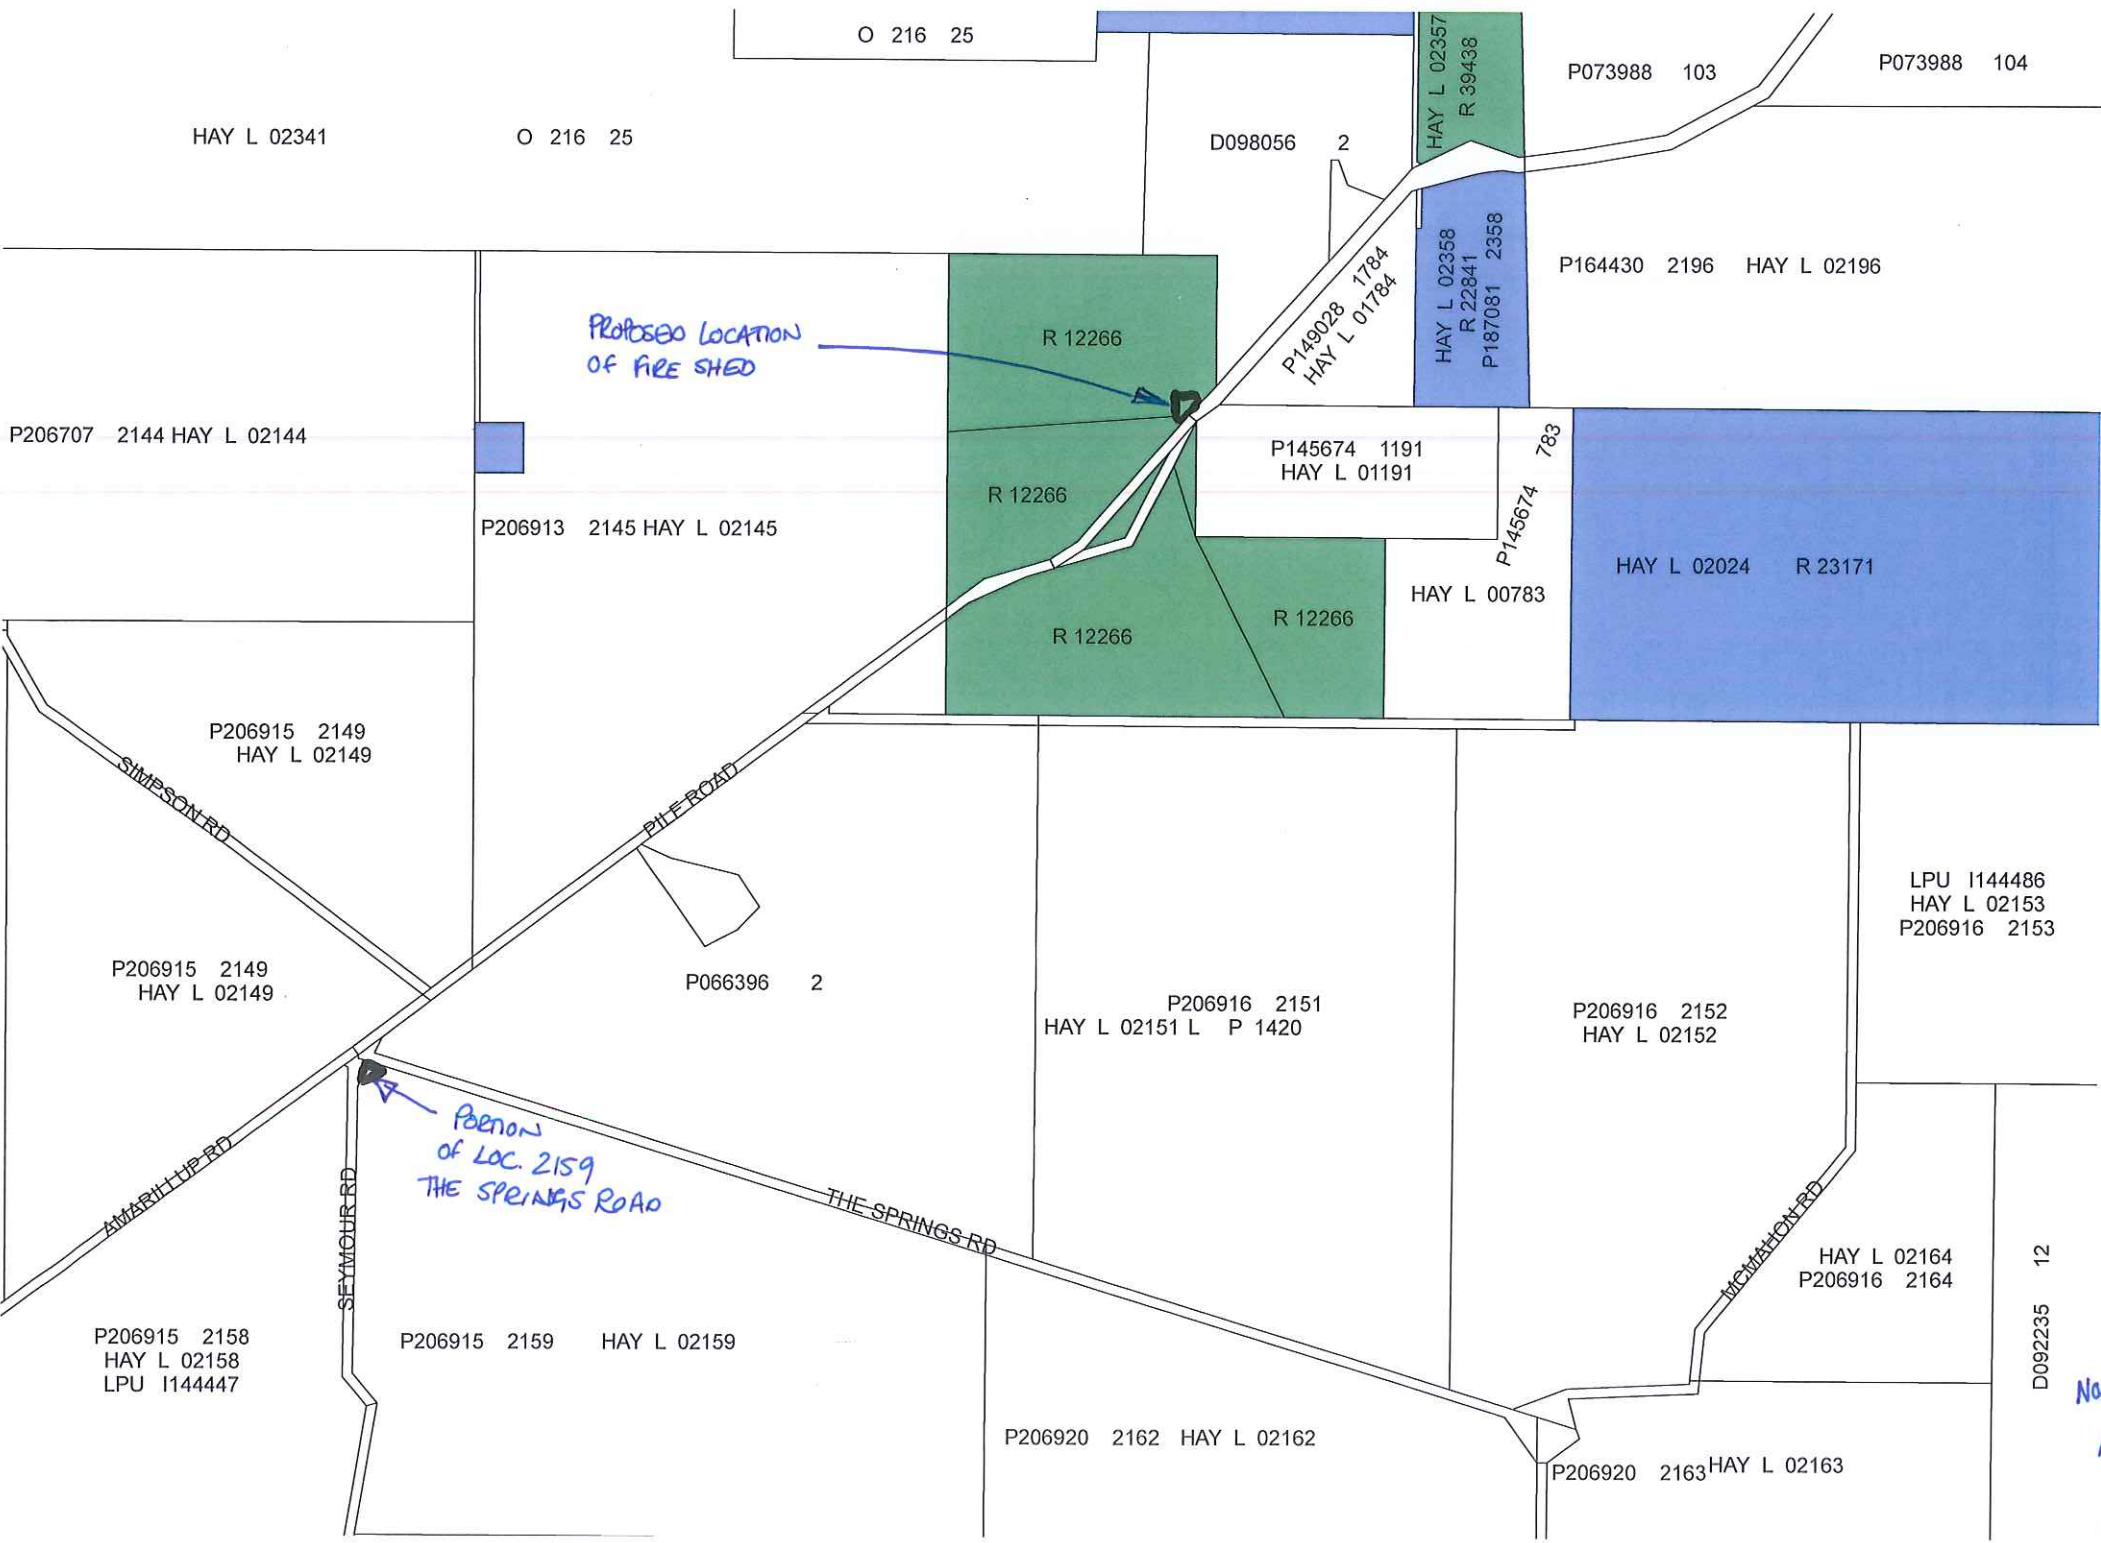 O 216 25
HAY L 02357
R 39438
P073988 103
P073988 104
HAY L 02341
O 216 25
D098056 2
P149028 1784
HAY L 01784
HAY L 02358
R 22841
P187081 2358
P164430 2196 HAY L 02196
PROPOSED LOCATION
OF FIRE SHED
R 12266
P206707 2144 HAY L 02144
P145674 1191
HAY L 01191
P145674 783
R 12266
P206913 2145 HAY L 02145
HAY L 02024 R 23171
HAY L 00783
R 12266
R 12266
P206915 2149
HAY L 02149
SIMPSON RD
PILE ROAD
LPU I144486
HAY L 02153
P206916 2153
P206915 2149
HAY L 02149
P066396 2
P206916 2151
HAY L 02151 L P 1420
P206916 2152
HAY L 02152
PORTION
OF LOC. 2159
THE SPRINGS ROAD
AMARILLUP RD
SEYMOUR RD
THE SPRINGS RD
MCMAHON RD
HAY L 02164
P206916 2164
D092235 12
P206915 2158
HAY L 02158
LPU I144447
P206915 2159 HAY L 02159
P206920 2162 HAY L 02162
P206920 2163 HAY L 02163